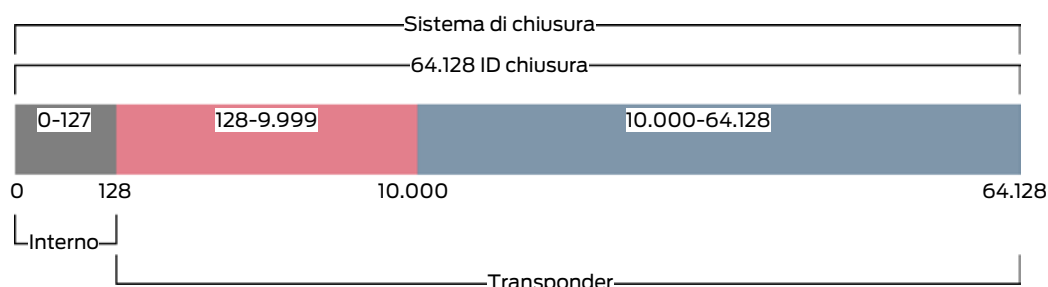 Sistema di chiusura
64.128 ID chiusura
0-127 128-9.999 10.000-64.128
0 128 10.000 64.128
Interno
Transponder